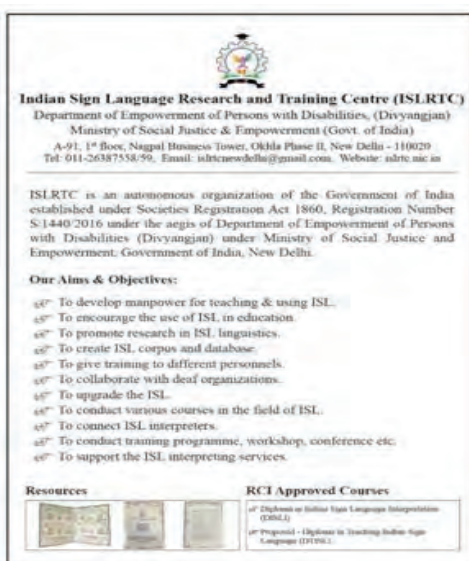 Indian Sign Language Research and Training Centre (ISLRTC)
Department of Empowerment of Persons with Disabilities, (Divyangjan)
Ministry of Social Justice & Empowerment (Govt. of India)
A-91, 1st floor, Nagpal Business Tower, Okhla Phase II, New Delhi - 110020
Tel: 011-26387558/59, Email: islrtcnewdelhi@gmail.com, Website: islrtc.nic.in
ISLRTC is an autonomous organization of the Government of India
established under Societies Registration Act 1860, Registration Number
S/1440/2016 under the aegis of Department of Empowerment of Persons
with Disabilities (Divyangjan) under Ministry of Social Justice and
Empowerment, Government of India, New Delhi.
Our Aims & Objectives:
To develop manpower for teaching & using ISL.
To encourage the use of ISL in education.
To promote research in ISL linguistics.
To create ISL corpus and database.
To give training to different personnels.
To collaborate with deaf organizations.
To upgrade the ISL.
To conduct various courses in the field of ISL.
To connect ISL interpreters.
To conduct training programme, workshop, conference etc.
To support the ISL interpreting services.
Resources
RCI Approved Courses
Diploma in Indian Sign Language Interpretation
(DISLI)
Proposed - Diploma in Teaching Indian Sign
Language (DTISL)